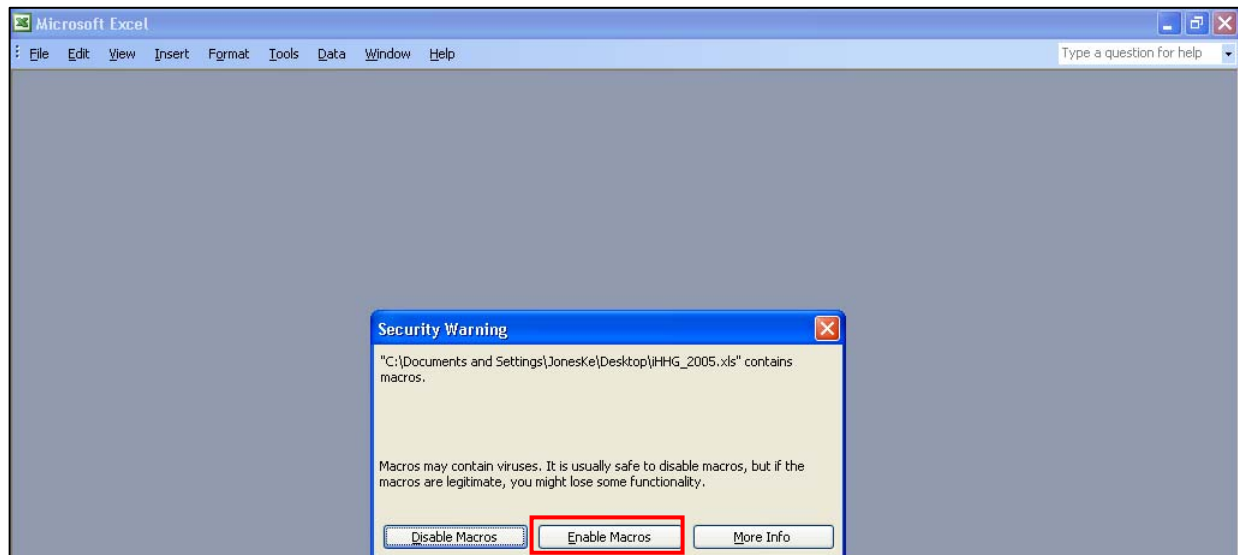 Microsoft Excel
File Edit View Insert Format Tools Data Window Help Type a question for help
Security Warning
"C:\Documents and Settings\JonesKe\Desktop\iHHG_2005.xls" contains
macros.
Macros may contain viruses. It is usually safe to disable macros, but if the
macros are legitimate, you might lose some functionality.
Disable Macros Enable Macros More Info